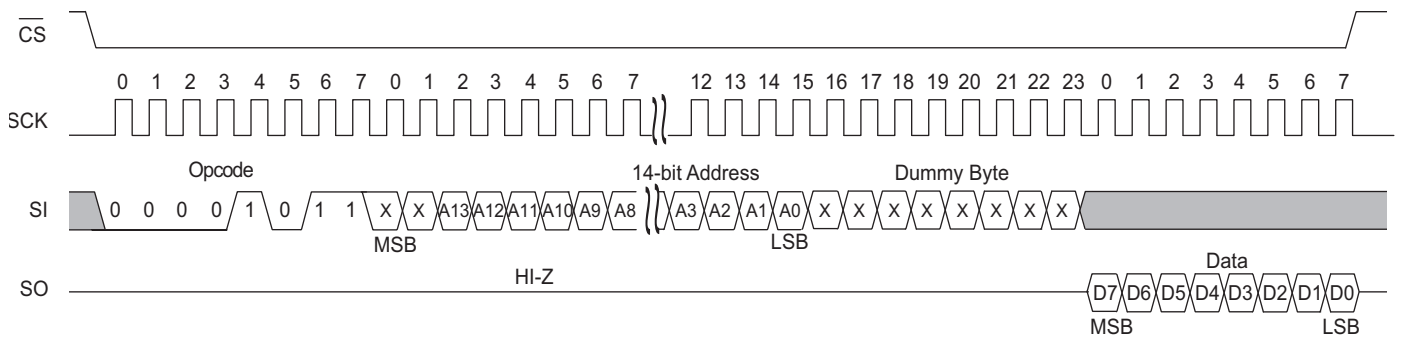 CS
0 1 2 3 4 5 6 7 0 1 2 3 4 5 6 7 12 13 14 15 16 17 18 19 20 21 22 23 0 1 2 3 4 5 6 7
SCK
Opcode 14-bit Address Dummy Byte
SI 0 0 0 0 1 0 1 1 X X A13 A12 A11 A10 A9 A8 A3 A2 A1 A0 X X X X X X X X
MSB LSB
HI-Z Data
SO D7 D6 D5 D4 D3 D2 D1 D0
MSB LSB